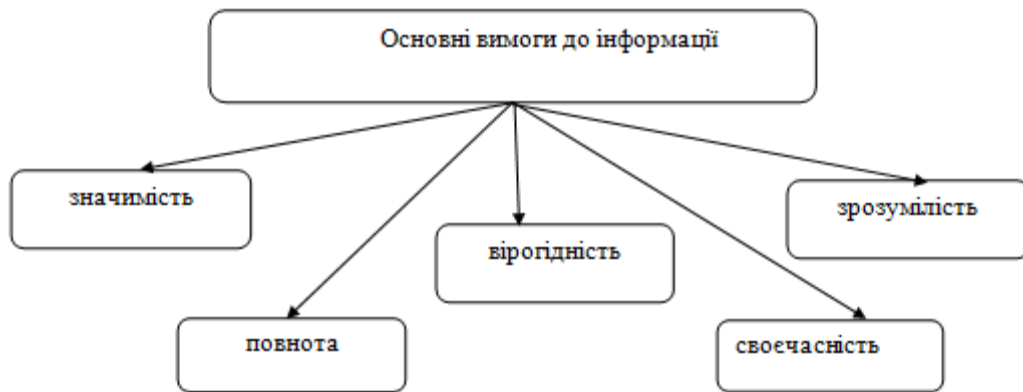 Основні вимоги до інформації
значимість
зрозумілість
вірогідність
повнота
своєчасність